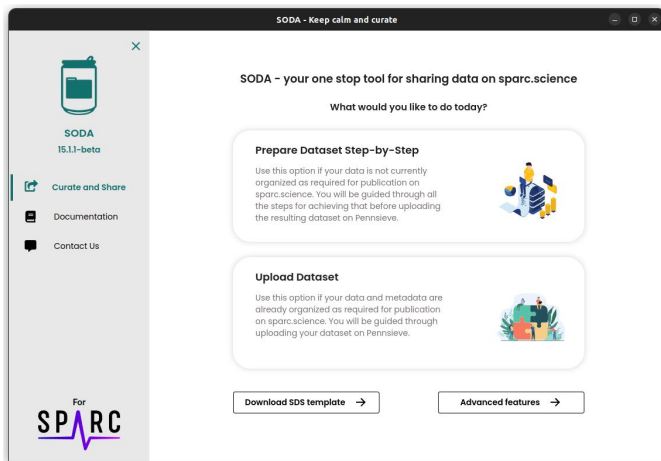 SODA - Keep calm and curate
SODA
15.1.1-beta
Curate and Share
Documentation
Contact Us
For
SPARC
SODA - your one stop tool for sharing data on sparc.science
What would you like to do today?
Prepare Dataset Step-by-Step
Use this option if your data is not currently
organized as required for publication on
sparc.science. You will be guided through all
the steps for achieving that before uploading
the resulting dataset on Pennsieve.
Upload Dataset
Use this option if your data and metadata are
already organized as required for publication
on sparc.science. You will be guided through
uploading your dataset on Pennsieve.
Download SDS template
Advanced features